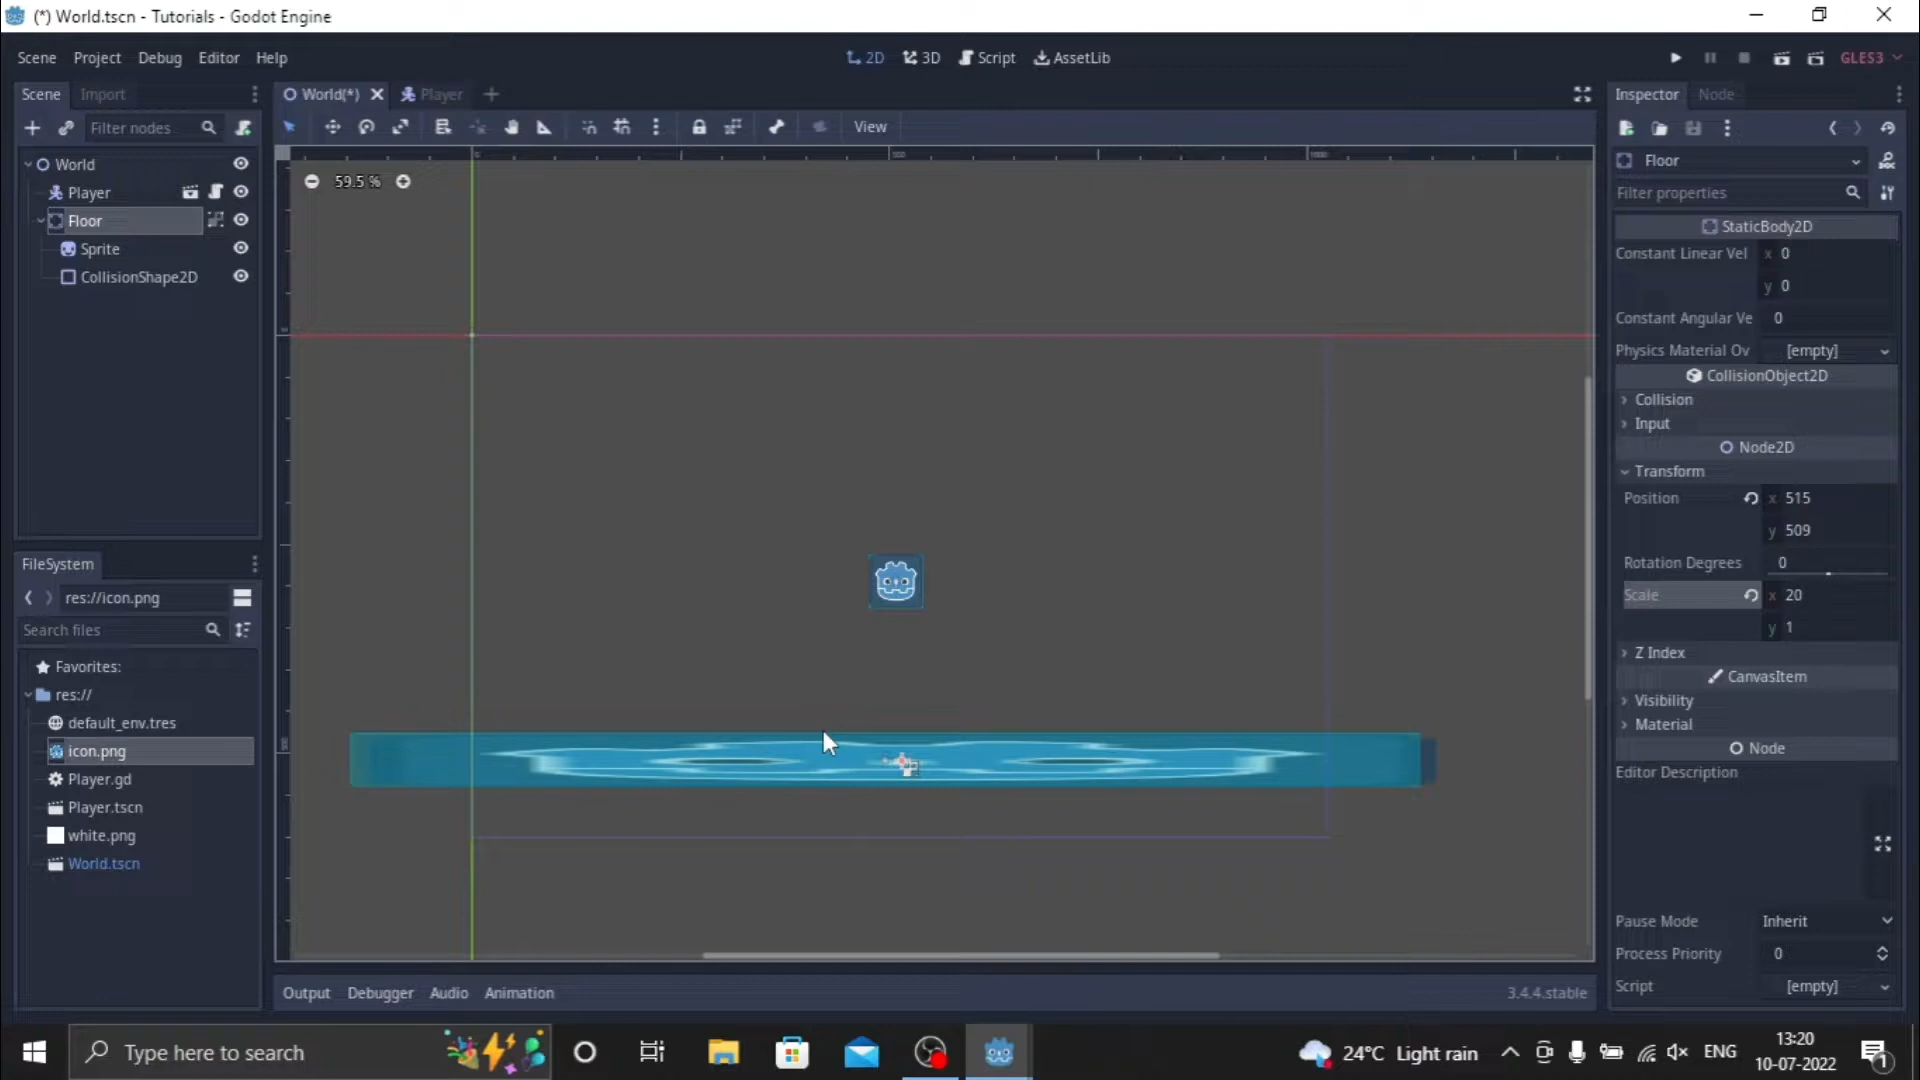 (*) World.tscn - Tutorials - Godot Engine
Scene Project Debug Editor Help
2D 3D Script AssetLib
GLES3
Scene Import
World(*) Player
Inspector Node
Filter nodes
View
World
Player
Floor
Sprite
CollisionShape2D
59.5 %
500
1000
500
FileSystem
res://icon.png
Search files
Favorites:
res://
default_env.tres
icon.png
Player.gd
Player.tscn
white.png
World.tscn
Floor
Filter properties
StaticBody2D
Constant Linear Vel x 0
y 0
Constant Angular Ve 0
Physics Material Ov [empty]
CollisionObject2D
Collision
Input
Node2D
Transform
Position x 515
y 509
Rotation Degrees 0
Scale x 20
y 1
Z Index
CanvasItem
Visibility
Material
Node
Editor Description
Pause Mode Inherit
Process Priority 0
Script [empty]
Output Debugger Audio Animation 3.4.4.stable
Type here to search
24°C Light rain
ENG
13:20
10-07-2022
1